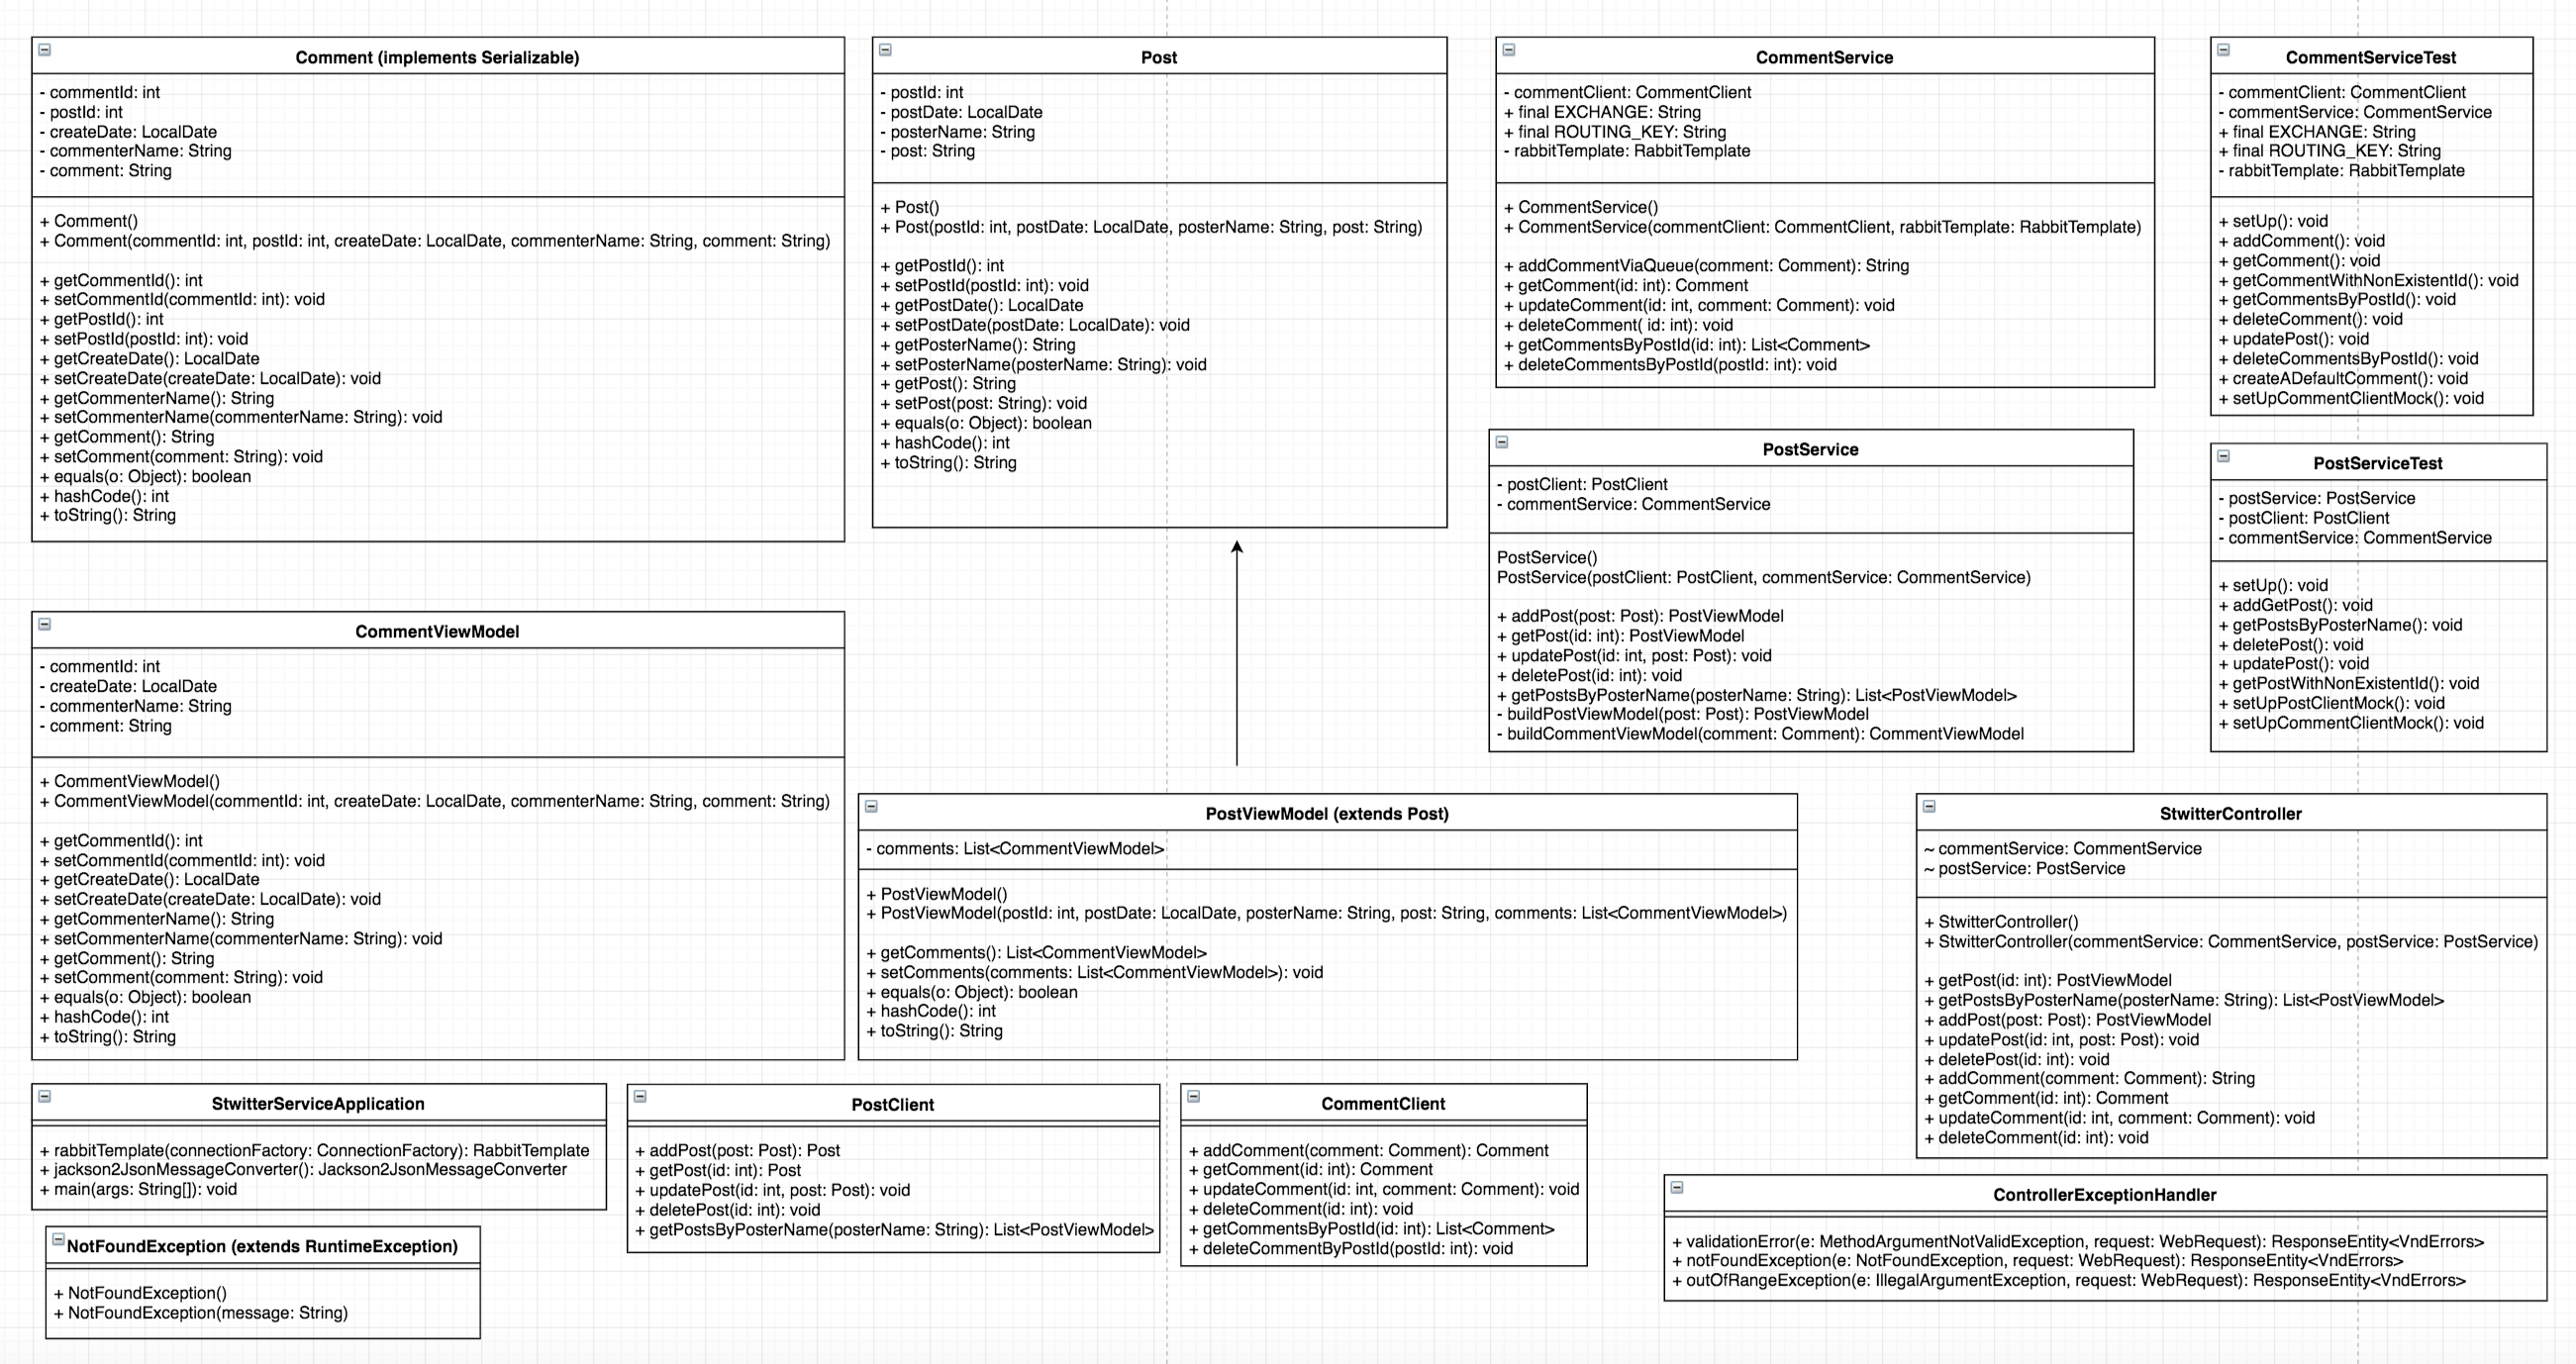 Comment (implements Serializable)
- commentId: int
- postId: int
- createDate: LocalDate
- commenterName: String
- comment: String
+ Comment()
+ Comment(commentId: int, postId: int, createDate: LocalDate, commenterName: String, comment: String)
+ getCommentId(): int
+ setCommentId(commentId: int): void
+ getPostId(): int
+ setPostId(postId: int): void
+ getCreateDate(): LocalDate
+ setCreateDate(createDate: LocalDate): void
+ getCommenterName(): String
+ setCommenterName(commenterName: String): void
+ getComment(): String
+ setComment(comment: String): void
+ equals(o: Object): boolean
+ hashCode(): int
+ toString(): String
Post
- postId: int
- postDate: LocalDate
- posterName: String
- post: String
+ Post()
+ Post(postId: int, postDate: LocalDate, posterName: String, post: String)
+ getPostId(): int
+ setPostId(postId: int): void
+ getPostDate(): LocalDate
+ setPostDate(postDate: LocalDate): void
+ getPosterName(): String
+ setPosterName(posterName: String): void
+ getPost(): String
+ setPost(post: String): void
+ equals(o: Object): boolean
+ hashCode(): int
+ toString(): String
CommentService
- commentClient: CommentClient
+ final EXCHANGE: String
+ final ROUTING_KEY: String
- rabbitTemplate: RabbitTemplate
+ CommentService()
+ CommentService(commentClient: CommentClient, rabbitTemplate: RabbitTemplate)
+ addCommentViaQueue(comment: Comment): String
+ getComment(id: int): Comment
+ updateComment(id: int, comment: Comment): void
+ deleteComment( id: int): void
+ getCommentsByPostId(id: int): List<Comment>
+ deleteCommentsByPostId(postId: int): void
CommentServiceTest
- commentClient: CommentClient
- commentService: CommentService
+ final EXCHANGE: String
+ final ROUTING_KEY: String
- rabbitTemplate: RabbitTemplate
+ setUp(): void
+ addComment(): void
+ getComment(): void
+ getCommentWithNonExistentId(): void
+ getCommentsByPostId(): void
+ deleteComment(): void
+ updatePost(): void
+ deleteCommentsByPostId(): void
+ createADefaultComment(): void
+ setUpCommentClientMock(): void
PostService
- postClient: PostClient
- commentService: CommentService
PostService()
PostService(postClient: PostClient, commentService: CommentService)
+ addPost(post: Post): PostViewModel
+ getPost(id: int): PostViewModel
+ updatePost(id: int, post: Post): void
+ deletePost(id: int): void
+ getPostsByPosterName(posterName: String): List<PostViewModel>
- buildPostViewModel(post: Post): PostViewModel
- buildCommentViewModel(comment: Comment): CommentViewModel
PostServiceTest
- postService: PostService
- postClient: PostClient
- commentService: CommentService
+ setUp(): void
+ addGetPost(): void
+ getPostsByPosterName(): void
+ deletePost(): void
+ updatePost(): void
+ getPostWithNonExistentId(): void
+ setUpPostClientMock(): void
+ setUpCommentClientMock(): void
CommentViewModel
- commentId: int
- createDate: LocalDate
- commenterName: String
- comment: String
+ CommentViewModel()
+ CommentViewModel(commentId: int, createDate: LocalDate, commenterName: String, comment: String)
+ getCommentId(): int
+ setCommentId(commentId: int): void
+ getCreateDate(): LocalDate
+ setCreateDate(createDate: LocalDate): void
+ getCommenterName(): String
+ setCommenterName(commenterName: String): void
+ getComment(): String
+ setComment(comment: String): void
+ equals(o: Object): boolean
+ hashCode(): int
+ toString(): String
PostViewModel (extends Post)
- comments: List<CommentViewModel>
+ PostViewModel()
+ PostViewModel(postId: int, postDate: LocalDate, posterName: String, post: String, comments: List<CommentViewModel>)
+ getComments(): List<CommentViewModel>
+ setComments(comments: List<CommentViewModel>): void
+ equals(o: Object): boolean
+ hashCode(): int
+ toString(): String
StwitterController
~ commentService: CommentService
~ postService: PostService
+ StwitterController()
+ StwitterController(commentService: CommentService, postService: PostService)
+ getPost(id: int): PostViewModel
+ getPostsByPosterName(posterName: String): List<PostViewModel>
+ addPost(post: Post): PostViewModel
+ updatePost(id: int, post: Post): void
+ deletePost(id: int): void
+ addComment(comment: Comment): String
+ getComment(id: int): Comment
+ updateComment(id: int, comment: Comment): void
+ deleteComment(id: int): void
StwitterServiceApplication
+ rabbitTemplate(connectionFactory: ConnectionFactory): RabbitTemplate
+ jackson2JsonMessageConverter(): Jackson2JsonMessageConverter
+ main(args: String[]): void
PostClient
+ addPost(post: Post): Post
+ getPost(id: int): Post
+ updatePost(id: int, post: Post): void
+ deletePost(id: int): void
+ getPostsByPosterName(posterName: String): List<PostViewModel>
CommentClient
+ addComment(comment: Comment): Comment
+ getComment(id: int): Comment
+ updateComment(id: int, comment: Comment): void
+ deleteComment(id: int): void
+ getCommentsByPostId(id: int): List<Comment>
+ deleteCommentByPostId(postId: int): void
ControllerExceptionHandler
+ validationError(e: MethodArgumentNotValidException, request: WebRequest): ResponseEntity<VndErrors>
+ notFoundException(e: NotFoundException, request: WebRequest): ResponseEntity<VndErrors>
+ outOfRangeException(e: IllegalArgumentException, request: WebRequest): ResponseEntity<VndErrors>
NotFoundException (extends RuntimeException)
+ NotFoundException()
+ NotFoundException(message: String)